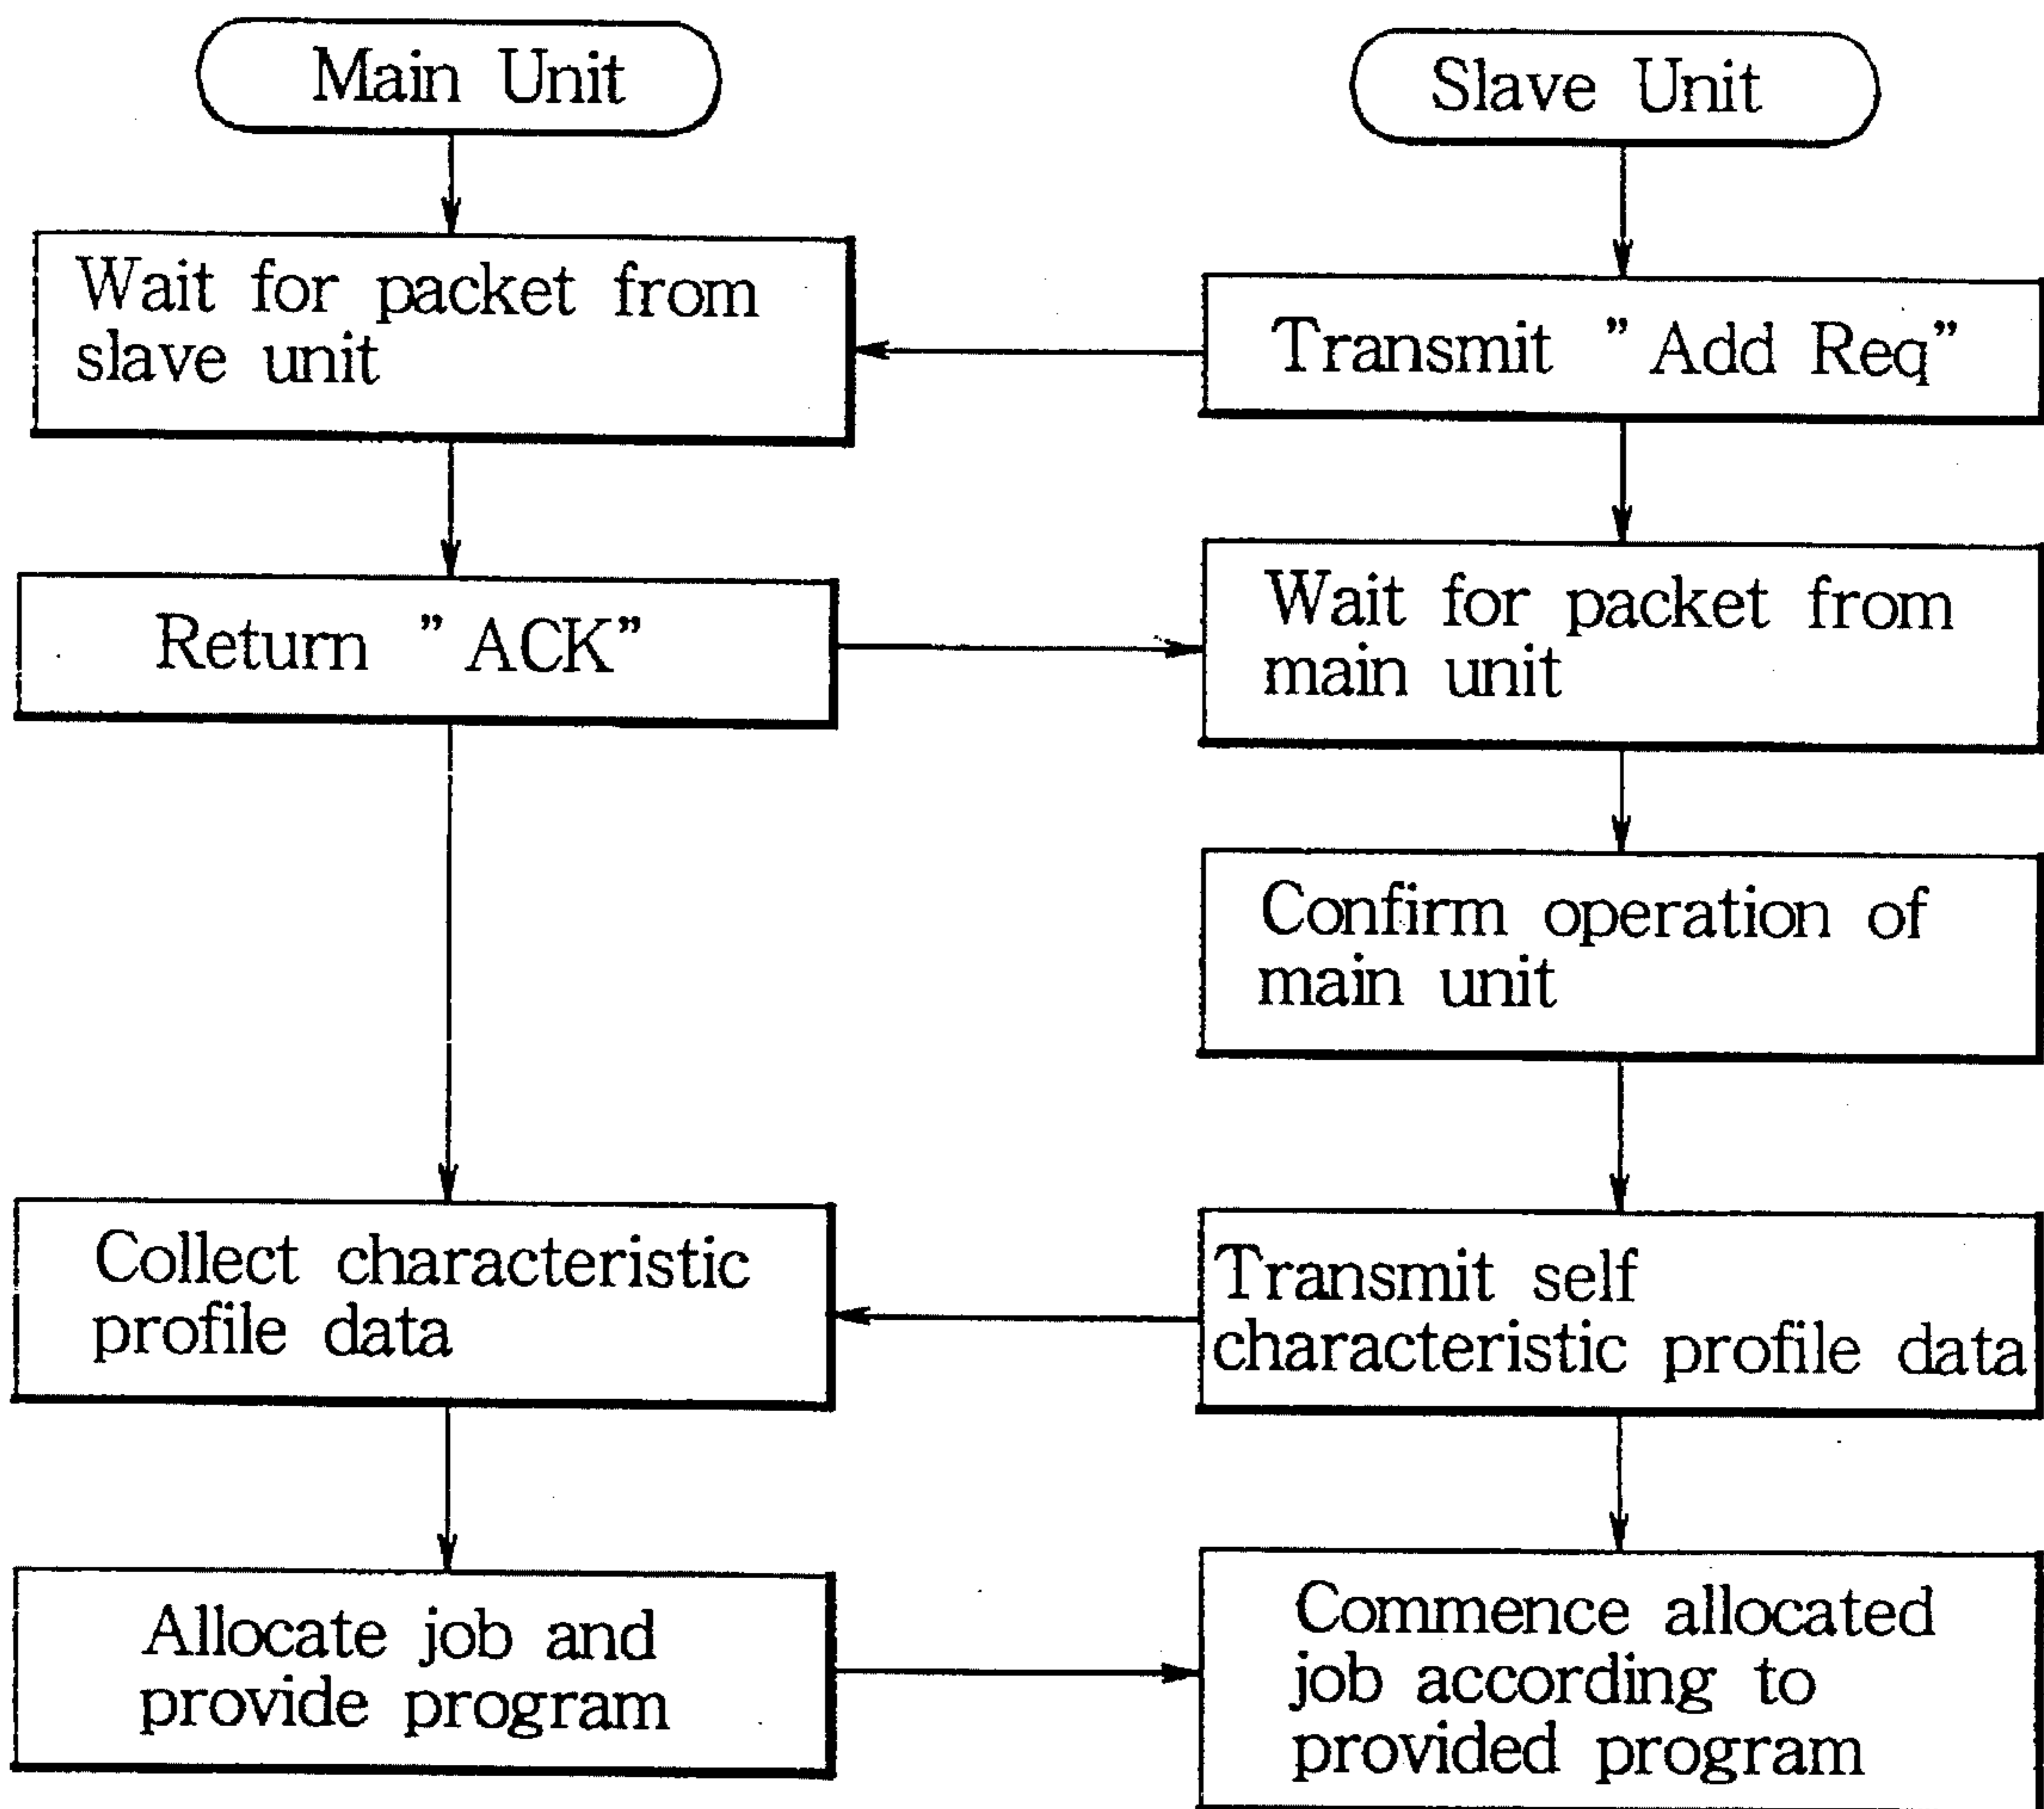 Main Unit
Slave Unit
Wait for packet from
slave unit
Transmit ”Add Req”
Return ”ACK”
Wait for packet from
main unit
Confirm operation of
main unit
Collect characteristic
profile data
Transmit self
characteristic profile data
Allocate job and
provide program
Commence allocated
job according to
provided program